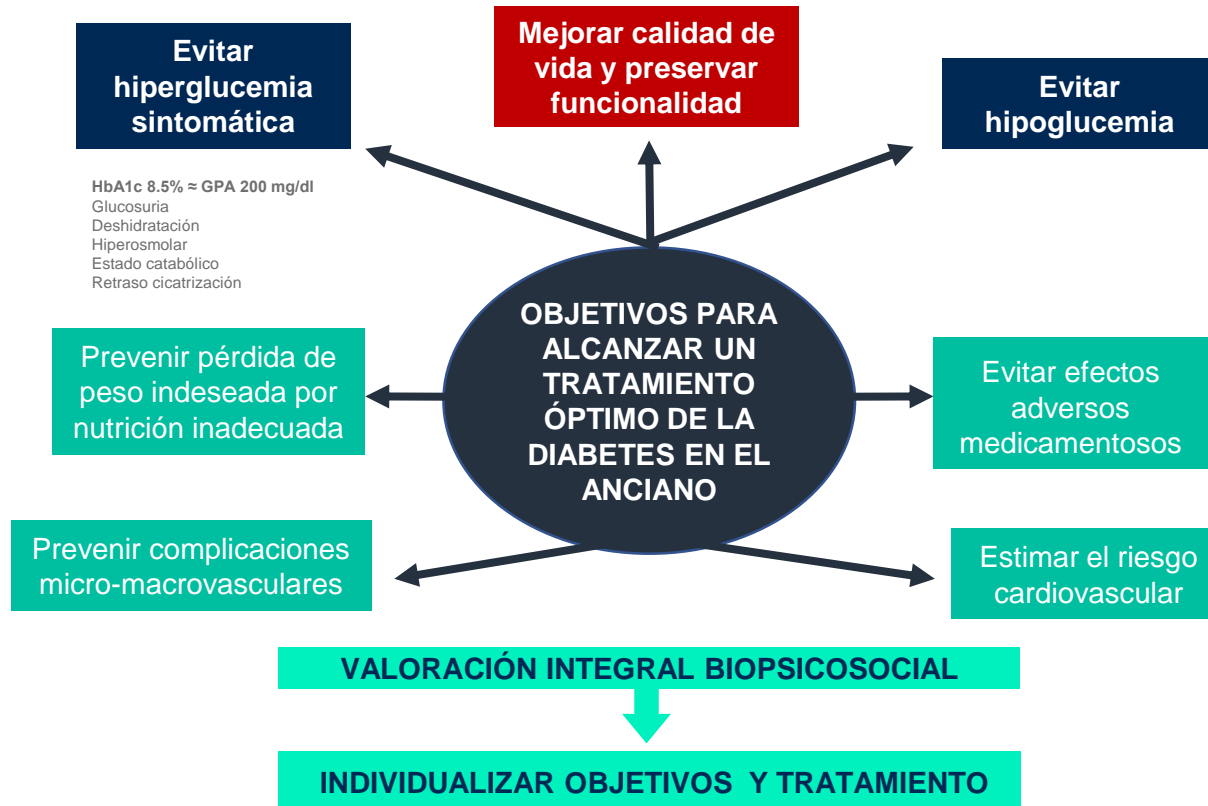 Evitar
hiperglucemia
sintomática
Mejorar calidad de
vida y preservar
funcionalidad
Evitar
hipoglucemia
HbA1c 8.5% ≈ GPA 200 mg/dl
Glucosuria
Deshidratación
Hiperosmolar
Estado catabólico
Retraso cicatrización
OBJETIVOS PARA
ALCANZAR UN
TRATAMIENTO
ÓPTIMO DE LA
DIABETES EN EL
ANCIANO
Prevenir pérdida de
peso indeseada por
nutrición inadecuada
Evitar efectos
adversos
medicamentosos
Prevenir complicaciones
micro-macrovasculares
Estimar el riesgo
cardiovascular
VALORACIÓN INTEGRAL BIOPSICOSOCIAL
INDIVIDUALIZAR OBJETIVOS Y TRATAMIENTO